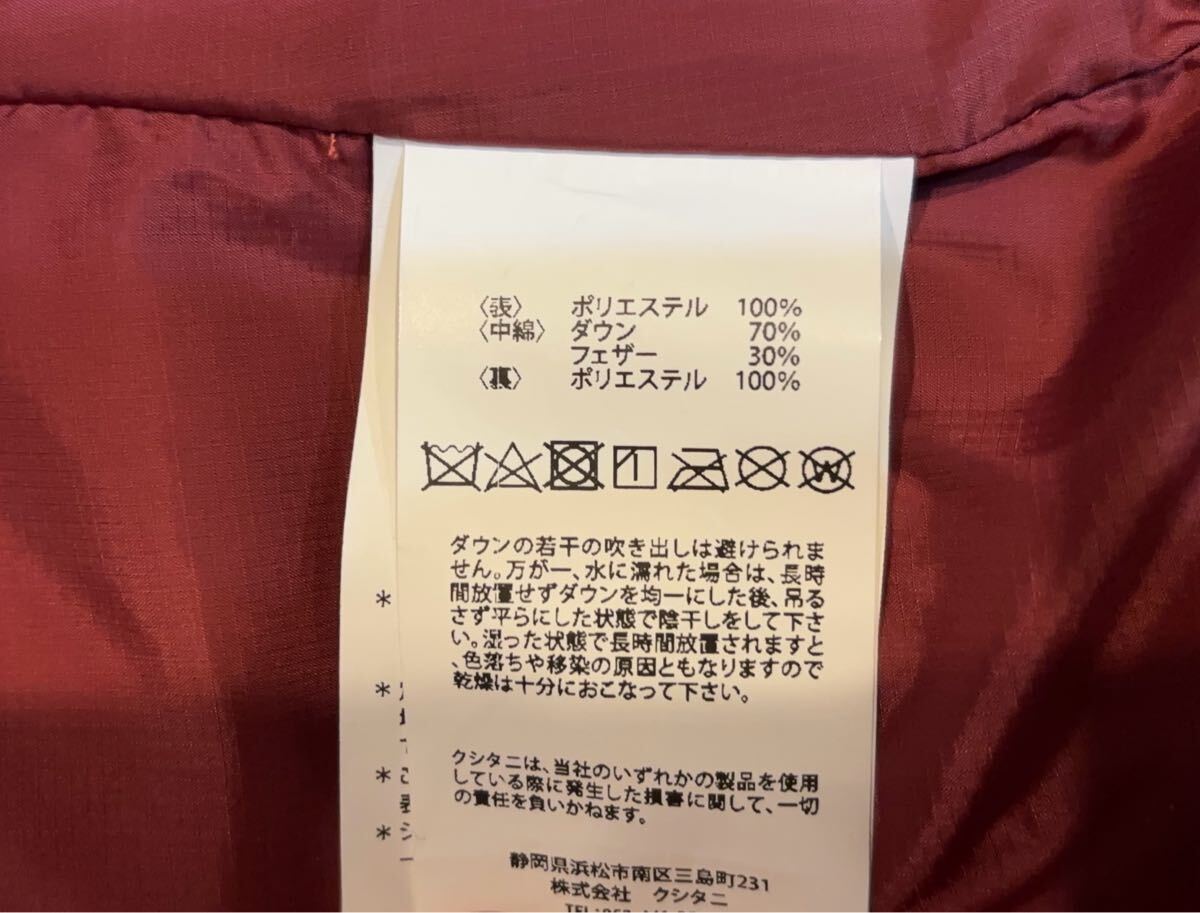 〈表〉 ポリエステル 100%
〈中綿〉 ダウン 70%
フェザー 30%
〈裏〉 ポリエステル 100%
ダウンの若干の吹き出しは避けられま
せん。万が一、水に濡れた場合は、長時
間放置せずダウンを均一にした後、吊る
さず平らにした状態で陰干しをして下さ
い。湿った状態で長時間放置されますと
、色落ちや移染の原因ともなりますので
乾燥は十分におこなって下さい。
クシタニは、当社のいずれかの製品を使用
している際に発生した損害に関して、一切
の責任を負いかねます。
静岡県浜松市南区三島町231
株式会社 クシタニ
*
*
*
*